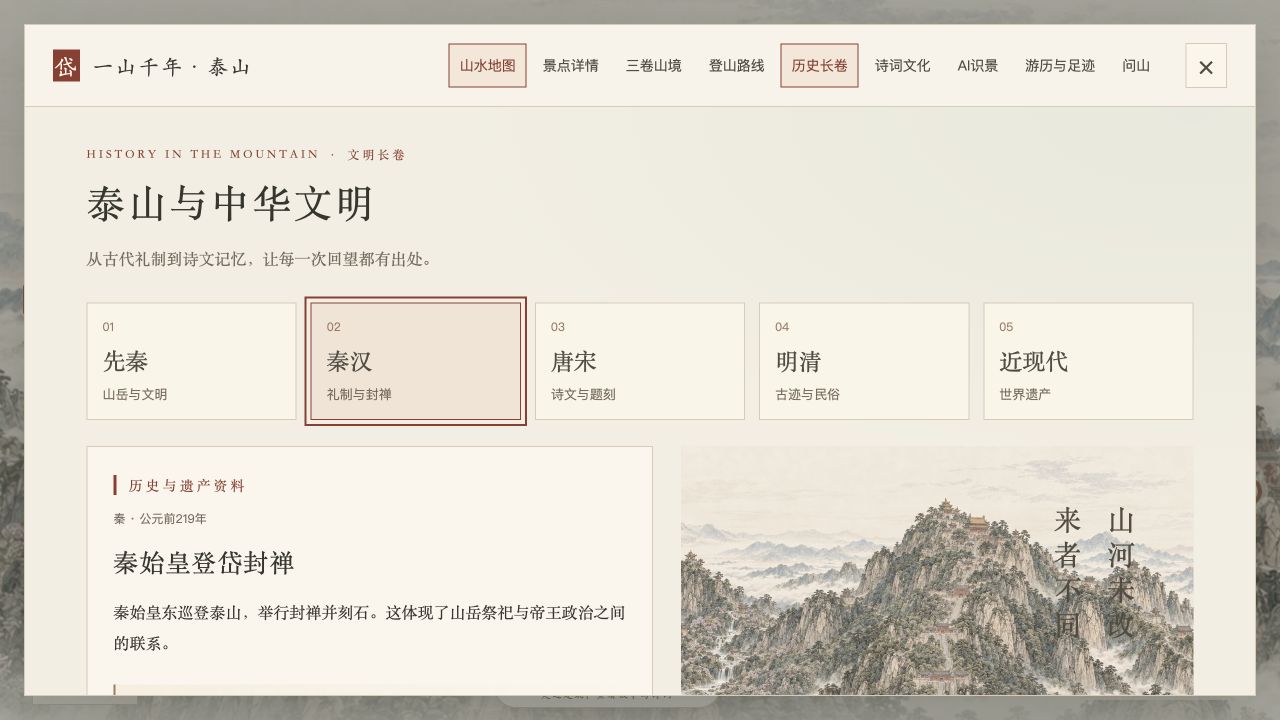 岱 一山千年 · 泰山
山水地图 景点详情 三卷山境 登山路线 历史长卷 诗词文化 AI识景 游历与足迹 问山 ×
HISTORY IN THE MOUNTAIN · 文明长卷
泰山与中华文明
从古代礼制到诗文记忆，让每一次回望都有出处。
01
先秦
山岳与文明
02
秦汉
礼制与封禅
03
唐宋
诗文与题刻
04
明清
古迹与民俗
05
近现代
世界遗产
历史与遗产资料
秦 · 公元前219年
秦始皇登岱封禅
秦始皇东巡登泰山，举行封禅并刻石。这体现了山岳祭祀与帝王政治之间
的联系。
山河未改
来者不同